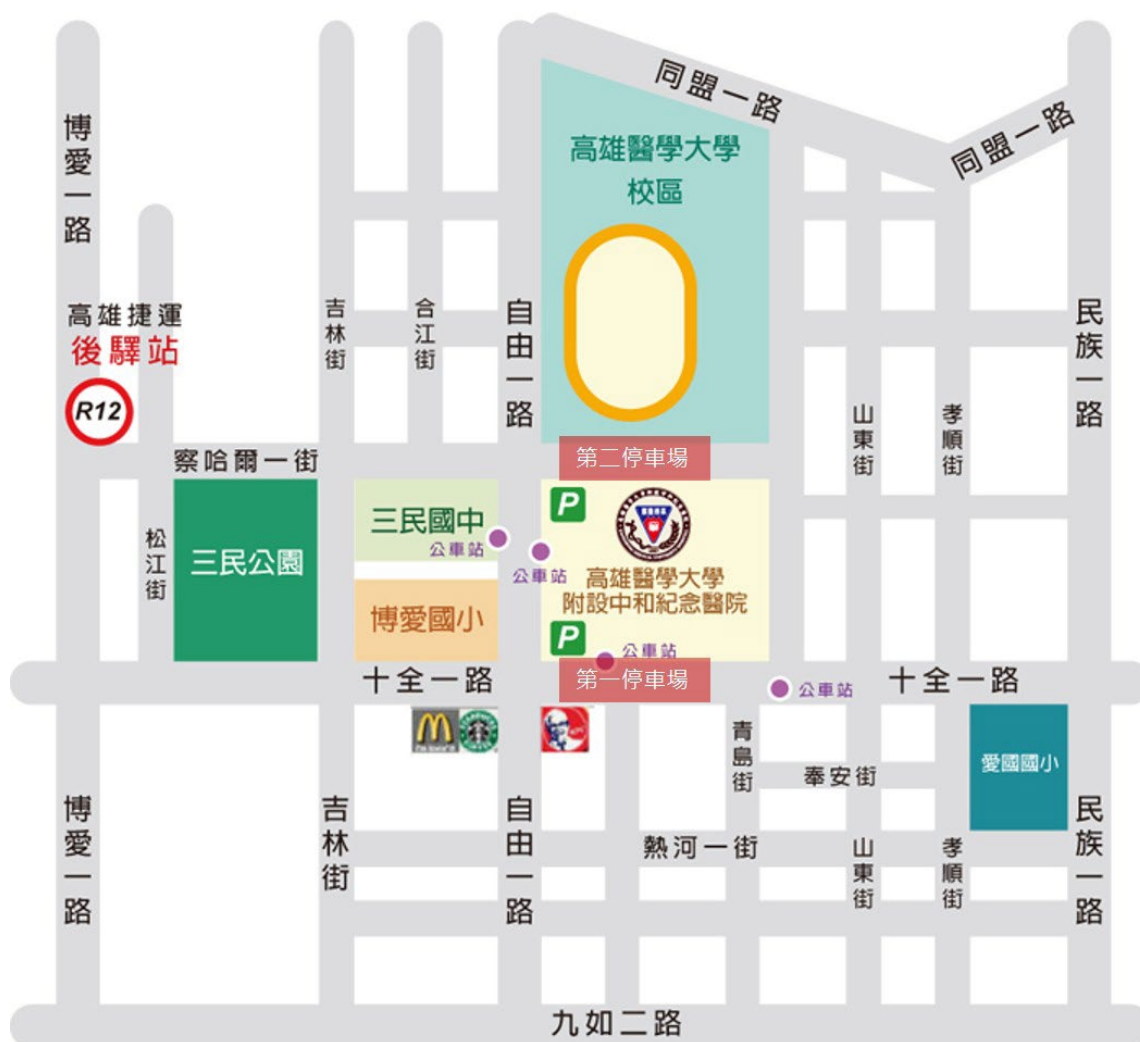 同盟一路
同盟一路
博愛一路
高雄醫學大學
校區
高雄捷運
後驛站
R12
吉林街
合江街
自由一路
民族一路
山東街
孝順街
察哈爾一街
第二停車場
P
三民國中
公車站
公車站
松江街
三民公園
高雄醫學大學
附設中和紀念醫院
博愛國小
P
公車站
十全一路
第一停車場
公車站
十全一路
青島街
奉安街
愛國國小
博愛一路
吉林街
自由一路
熱河一街
山東街
孝順街
民族一路
九如二路